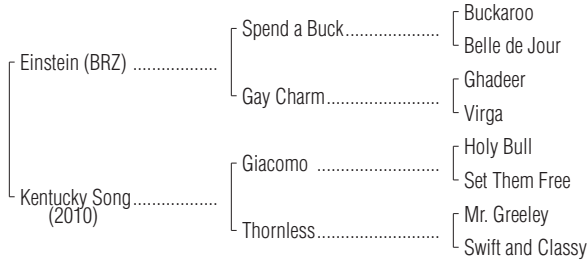 Buckaroo
Spend a Buck
Belle de Jour
Einstein (BRZ)
Ghadeer
Gay Charm
Virga
Holy Bull
Giacomo
Set Them Free
Kentucky Song
(2010)
Mr. Greeley
Thornless
Swift and Classy